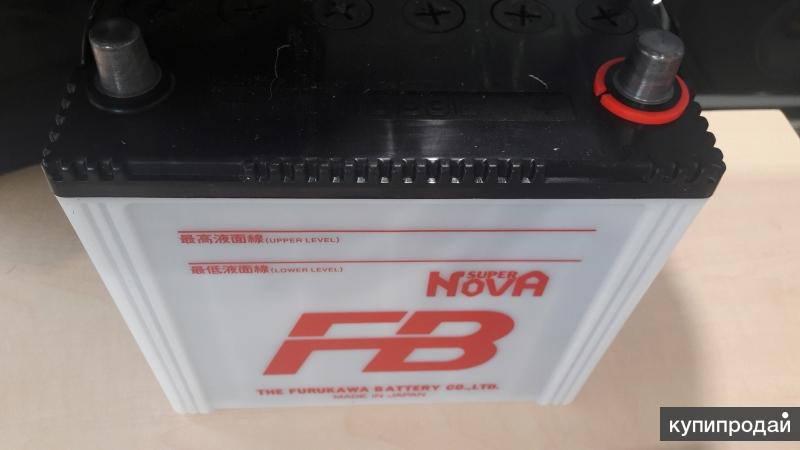 最高液面線(UPPER LEVEL)
最低液面線(LOWER LEVEL)
SUPER
NOVA
FB
THE FURUKAWA BATTERY CO.,LTD.
MADE IN JAPAN
купипродай